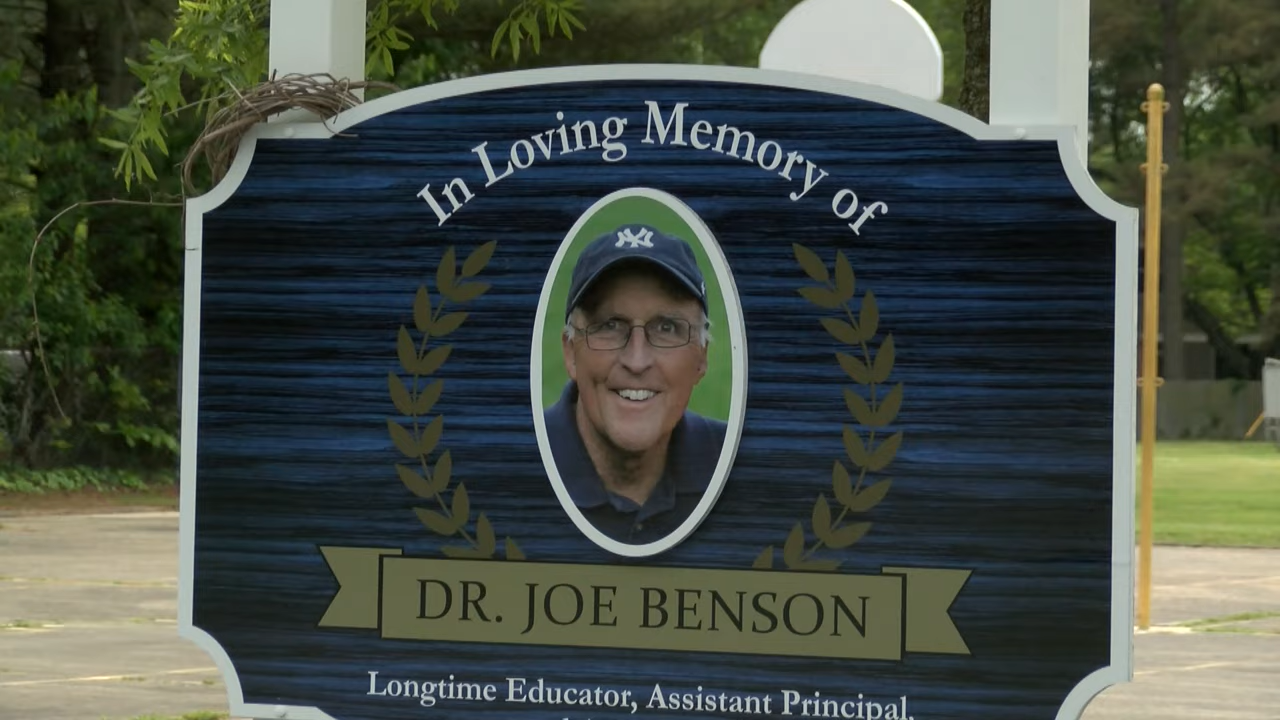 In Loving Memory of
NY
DR. JOE BENSON
Longtime Educator, Assistant Principal,